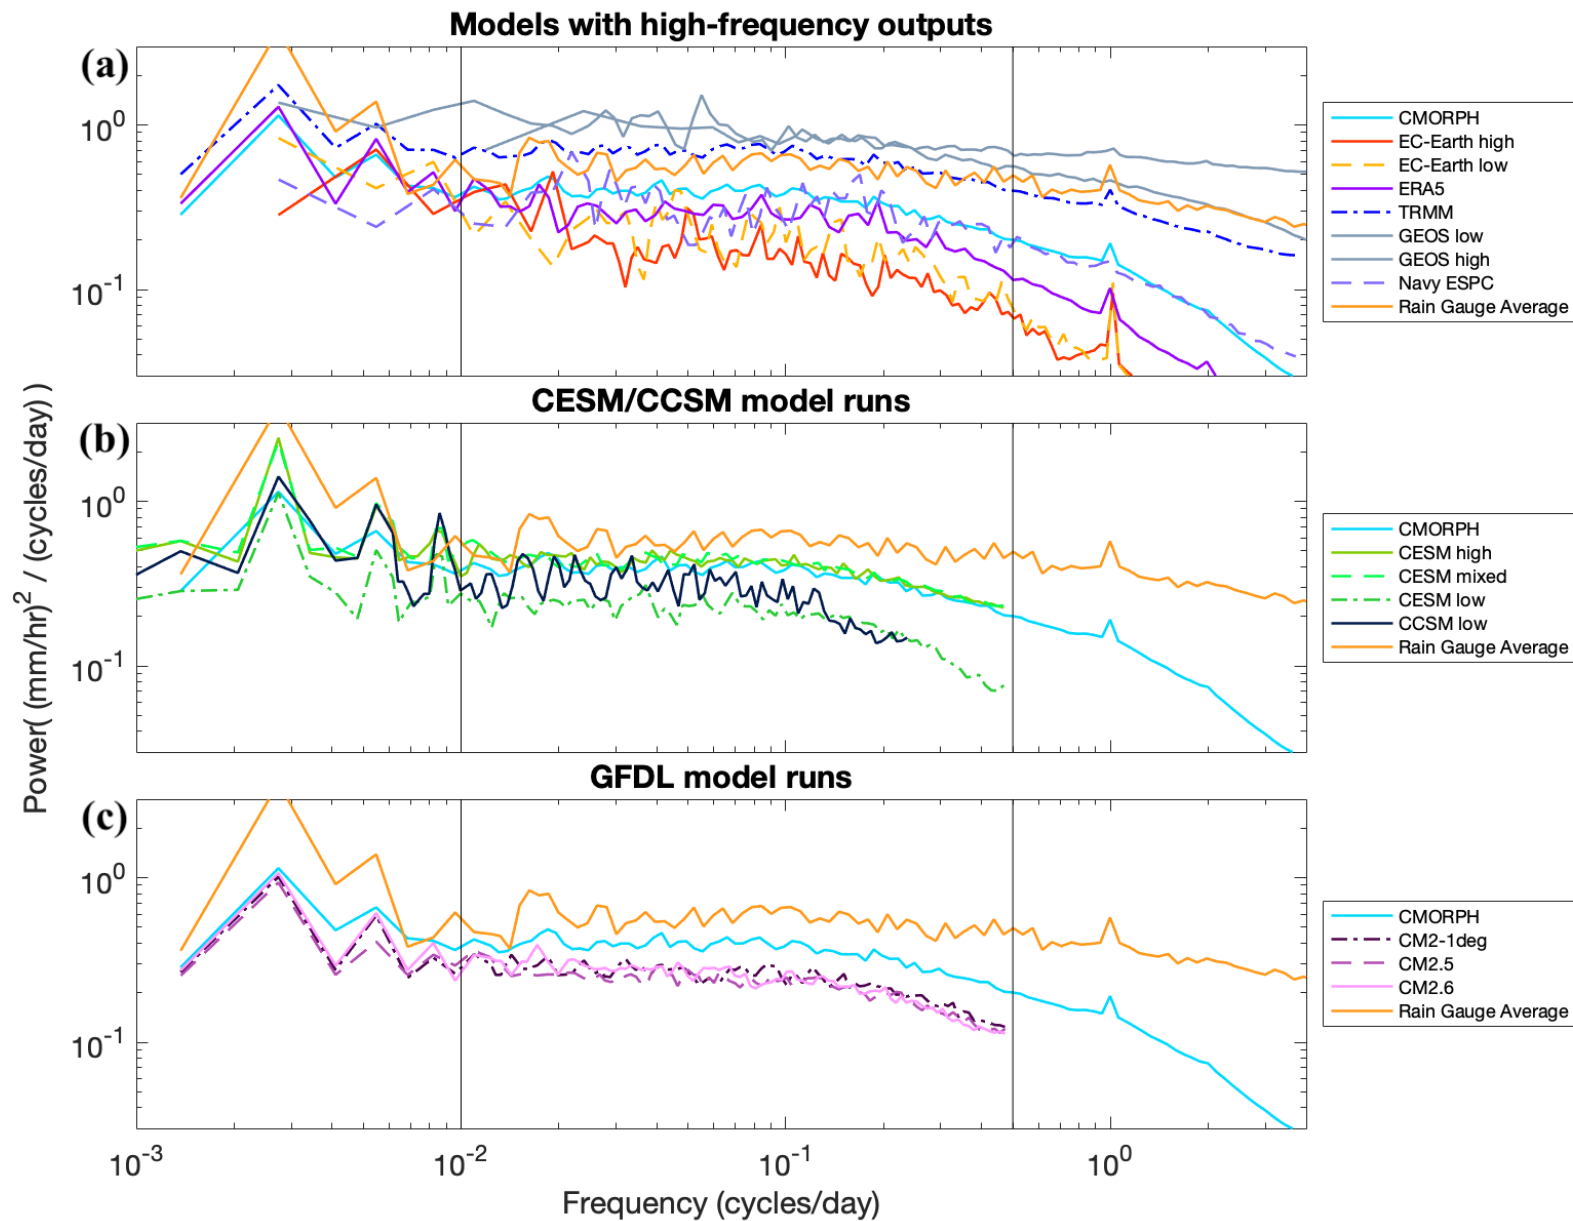 Models with high-frequency outputs
(a)
10^0
10^-1
CMORPH
EC-Earth high
EC-Earth low
ERA5
TRMM
GEOS low
GEOS high
Navy ESPC
Rain Gauge Average
CESM/CCSM model runs
(b)
10^0
10^-1
CMORPH
CESM high
CESM mixed
CESM low
CCSM low
Rain Gauge Average
Power( (mm/hr)^2 / (cycles/day))
GFDL model runs
(c)
10^0
10^-1
CMORPH
CM2-1deg
CM2.5
CM2.6
Rain Gauge Average
10^-3 10^-2 10^-1 10^0
Frequency (cycles/day)